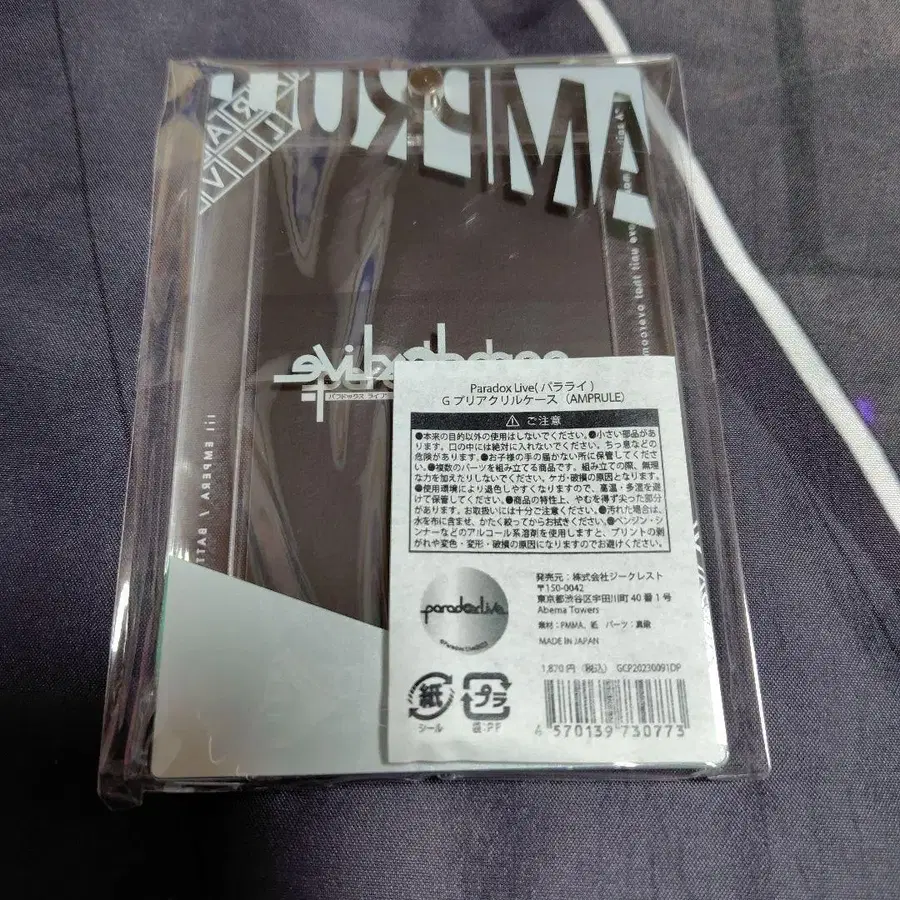 AMPRULE
PARA
LIVE
paradox Live
パラドックス ライブ
Paradox Live( パラライ )
G プリアクリルケース（AMPRULE）
⚠ ご注意
●本来の目的以外の使用はしないでください。●小さい部品があ
ります。口の中には絶対に入れないでください。ちっ息などの
危険があります。●お子様の手の届かない所に保管してくださ
い。●複数のパーツを組み立てる商品です。組み立ての際、無理
な力を加えたりしないでください。ケガ・破損の原因となります。
●使用環境により退色しやすくなりますので、高温・多湿を避
けて保管してください。●商品の特性上、やむを得ず尖った部分
があります。お取扱いには十分ご注意ください。●汚れた場合は、
水を布に含ませ、かたく絞ってからお拭きください。●ベンジン・シ
ンナーなどのアルコール系溶剤を使用しますと、プリントの剥
がれや変色・変形・破損の原因になりますのでお避けください。
paradox Live
©Paradox Live2023
発売元：株式会社ジークレスト
〒150-0042
東京都渋谷区宇田川町 40 番 1 号
Abema Towers
素材：PMMA、紙 パーツ：真鍮
MADE IN JAPAN
1,870 円（税込） GCP20230091DP
紙
シール
プラ
袋:PP
4 570139 730773